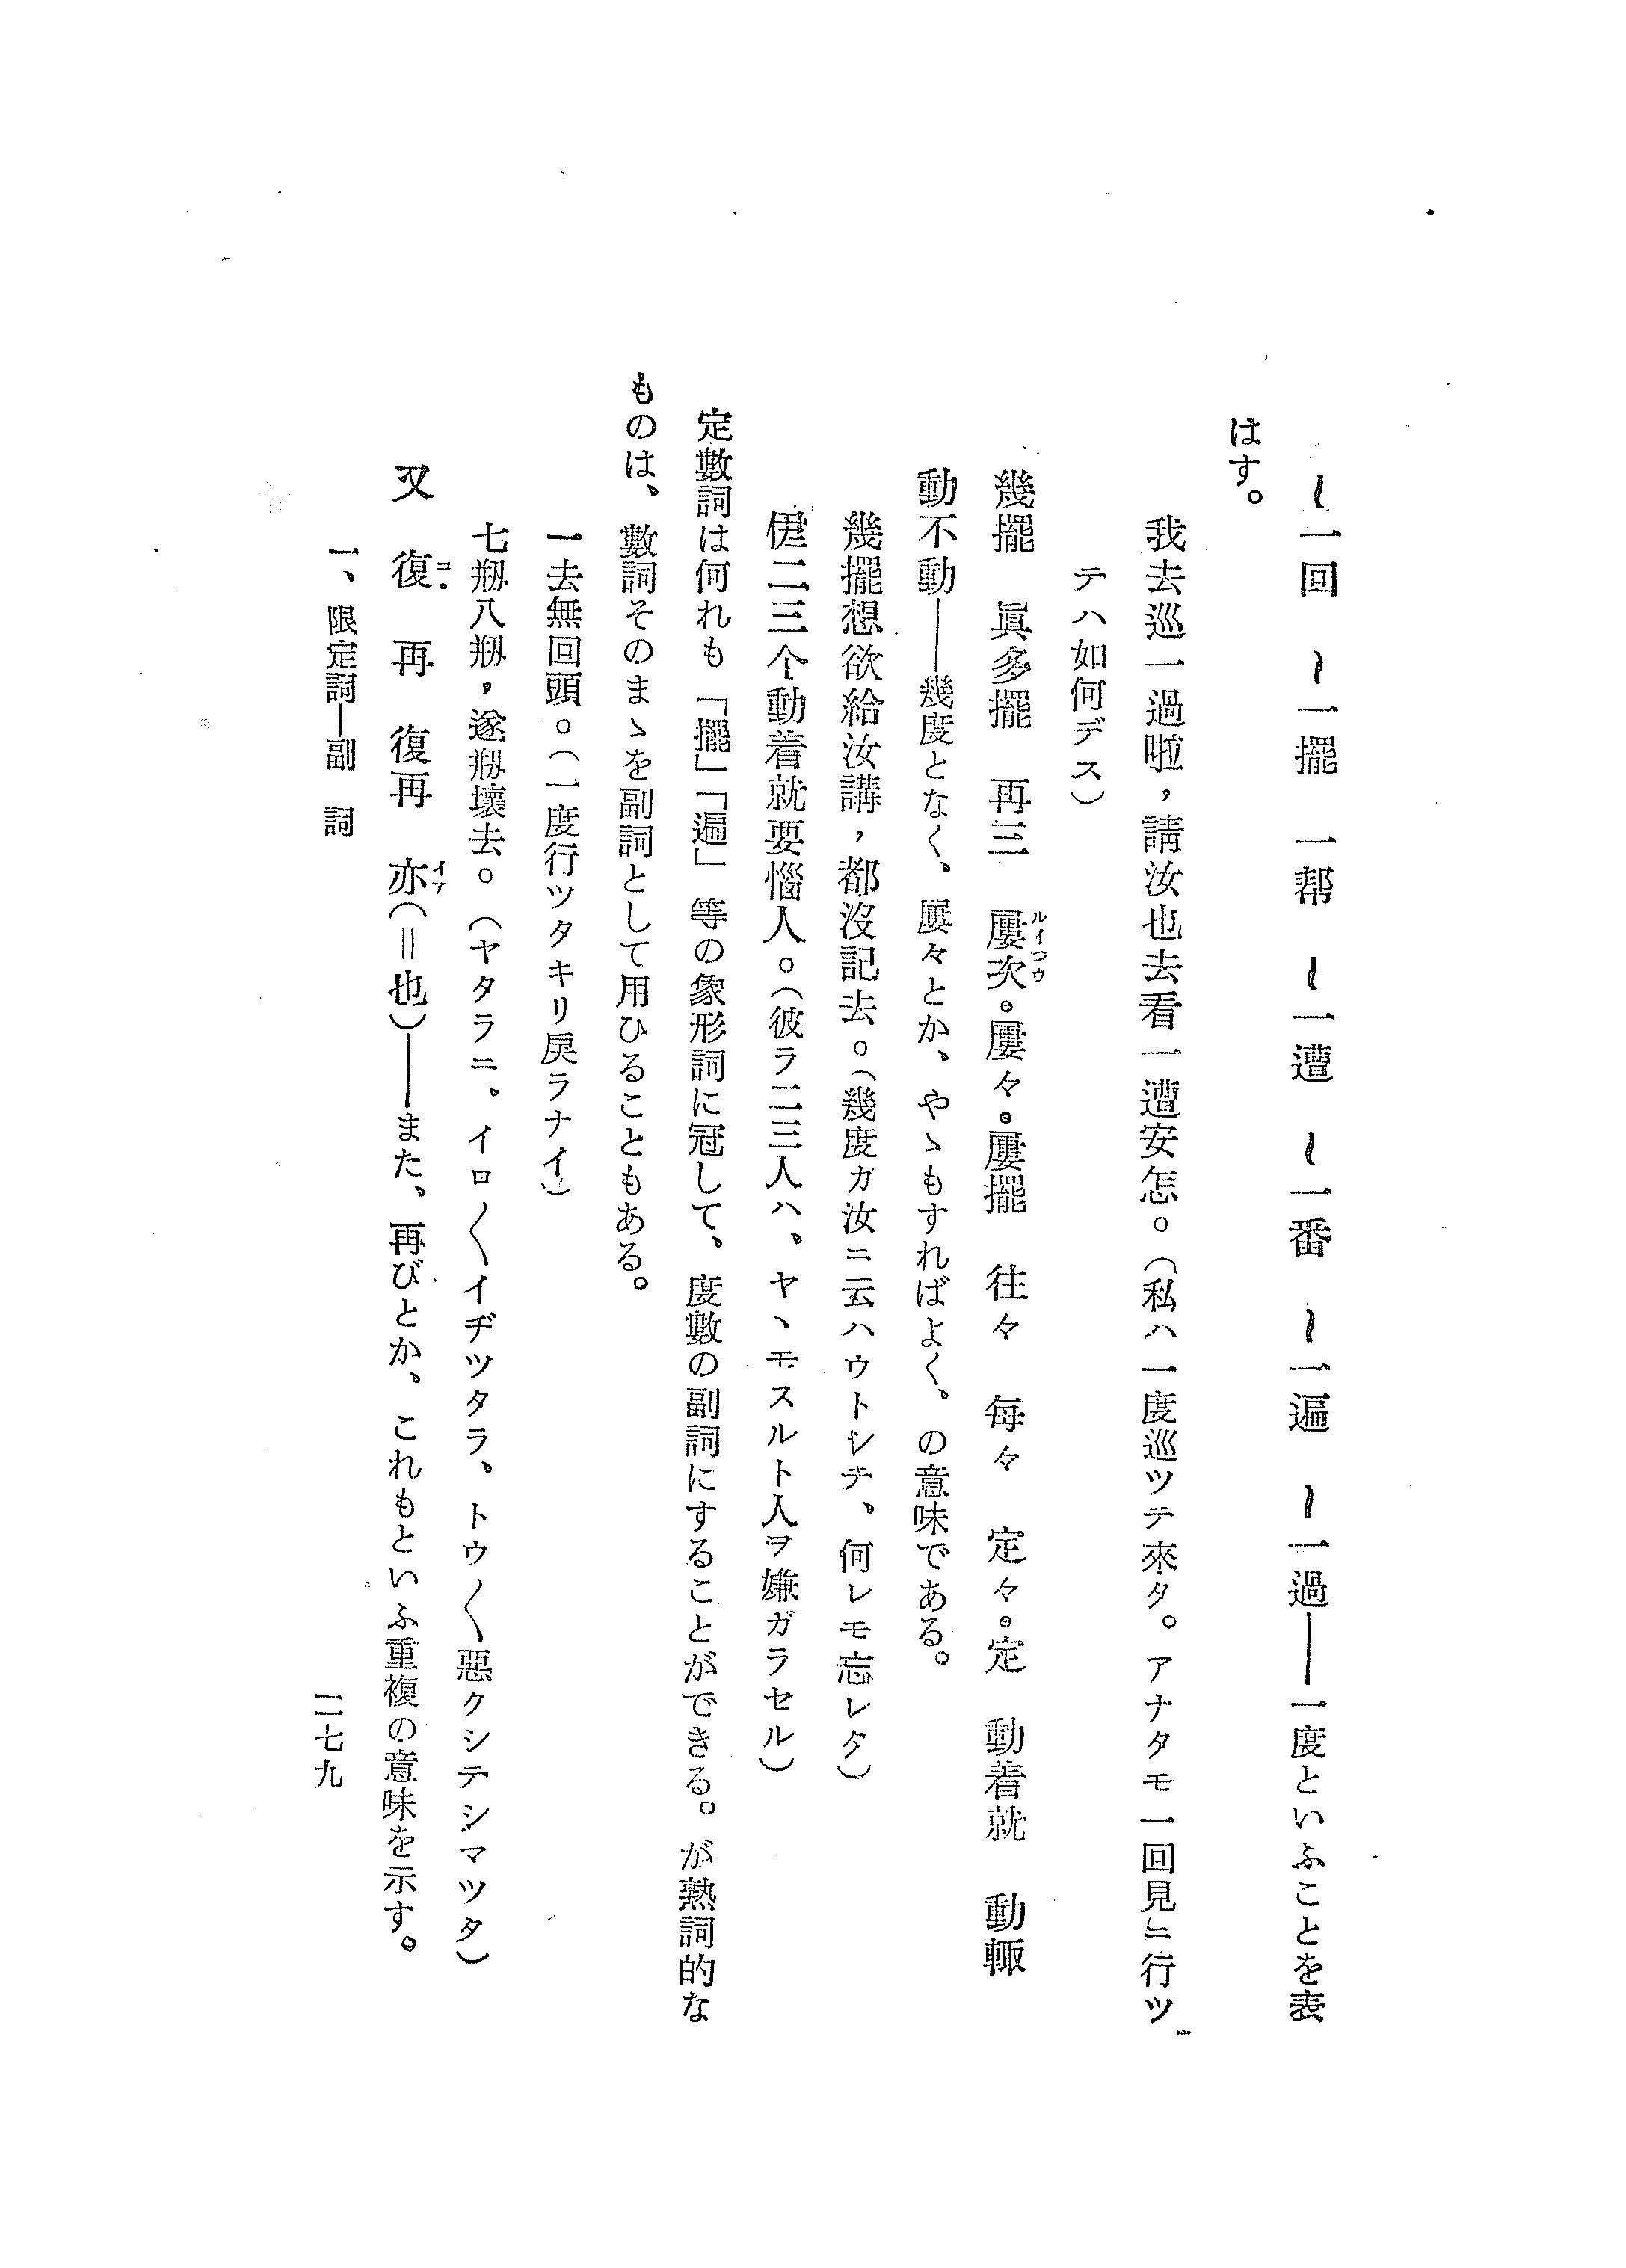 ～一回　～一擺　一帮　～一遭　～一番　～一遍　～一過――一度といふことを表
はす。
我去巡一過啦，請汝也去看一遭安怎。（私ハ一度巡ツテ來タ。アナタモ一回見ニ行ツ
テハ如何デス）
幾擺　眞多擺　再三　屢次。屢々。屢擺　往々　每々　定々。定　動着就　動輙
ルイつウ
動不動――幾度となく、屢々とか、やゝもすればよく、の意味である。
幾擺想欲給汝講，都沒記去。（幾度カ汝ニ云ハウトシテ、何レモ忘レタ）
伊二三个動着就要惱人。（彼ラ二三人ハ、ヤヽモスルト人ヲ嫌ガラセル）
定數詞は何れも「擺」「遍」等の象形詞に冠して、度數の副詞にすることができる。が熟詞的な
ものは、數詞そのまゝを副詞として用ひることもある。
一去無回頭。（一度行ツタキリ戾ラナイ）
七剏八剏，遂剏壞去。（ヤタラニ、イロ〱イヂツタラ、トウ〱惡クシテシマツタ）
又　復　再　復再　亦（＝也）――また、再びとか、これもといふ重複の意味を示す。
コ
イア
一、限定詞―副　詞
二七九